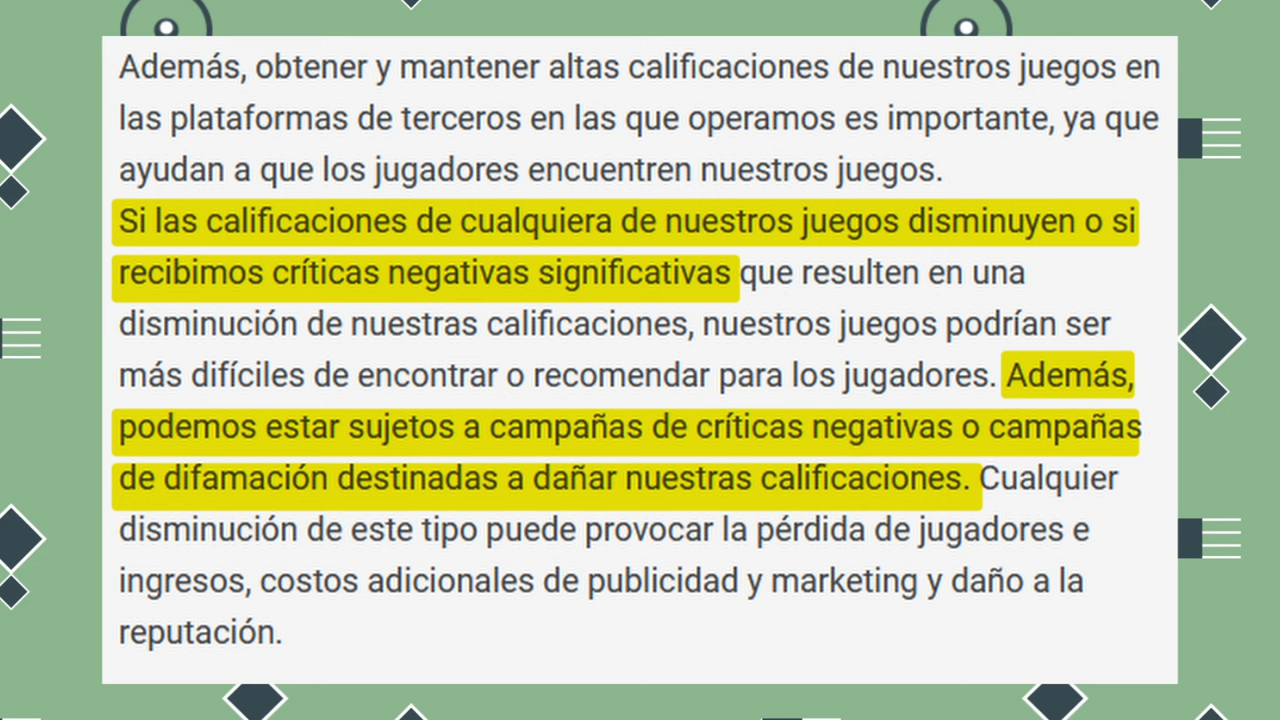 Además, obtener y mantener altas calificaciones de nuestros juegos en
las plataformas de terceros en las que operamos es importante, ya que
ayudan a que los jugadores encuentren nuestros juegos.
Si las calificaciones de cualquiera de nuestros juegos disminuyen o si
recibimos críticas negativas significativas que resulten en una
disminución de nuestras calificaciones, nuestros juegos podrían ser
más difíciles de encontrar o recomendar para los jugadores. Además,
podemos estar sujetos a campañas de críticas negativas o campañas
de difamación destinadas a dañar nuestras calificaciones. Cualquier
disminución de este tipo puede provocar la pérdida de jugadores e
ingresos, costos adicionales de publicidad y marketing y daño a la
reputación.